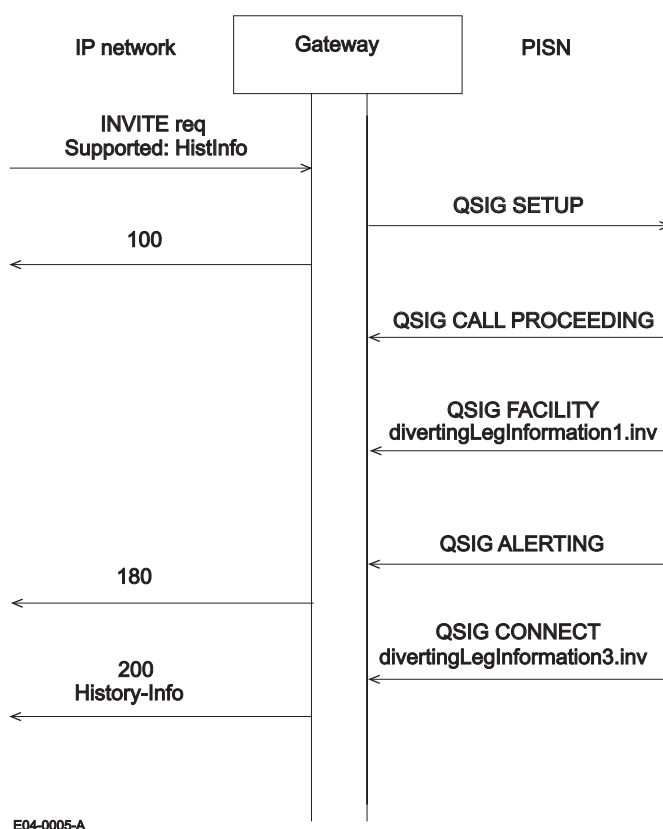 IP network
Gateway
PISN
INVITE req
Supported: HistInfo
QSIG SETUP
100
QSIG CALL PROCEEDING
QSIG FACILITY
divertingLegInformation1.inv
QSIG ALERTING
180
QSIG CONNECT
divertingLegInformation3.inv
200
History-Info
E04-0005-A